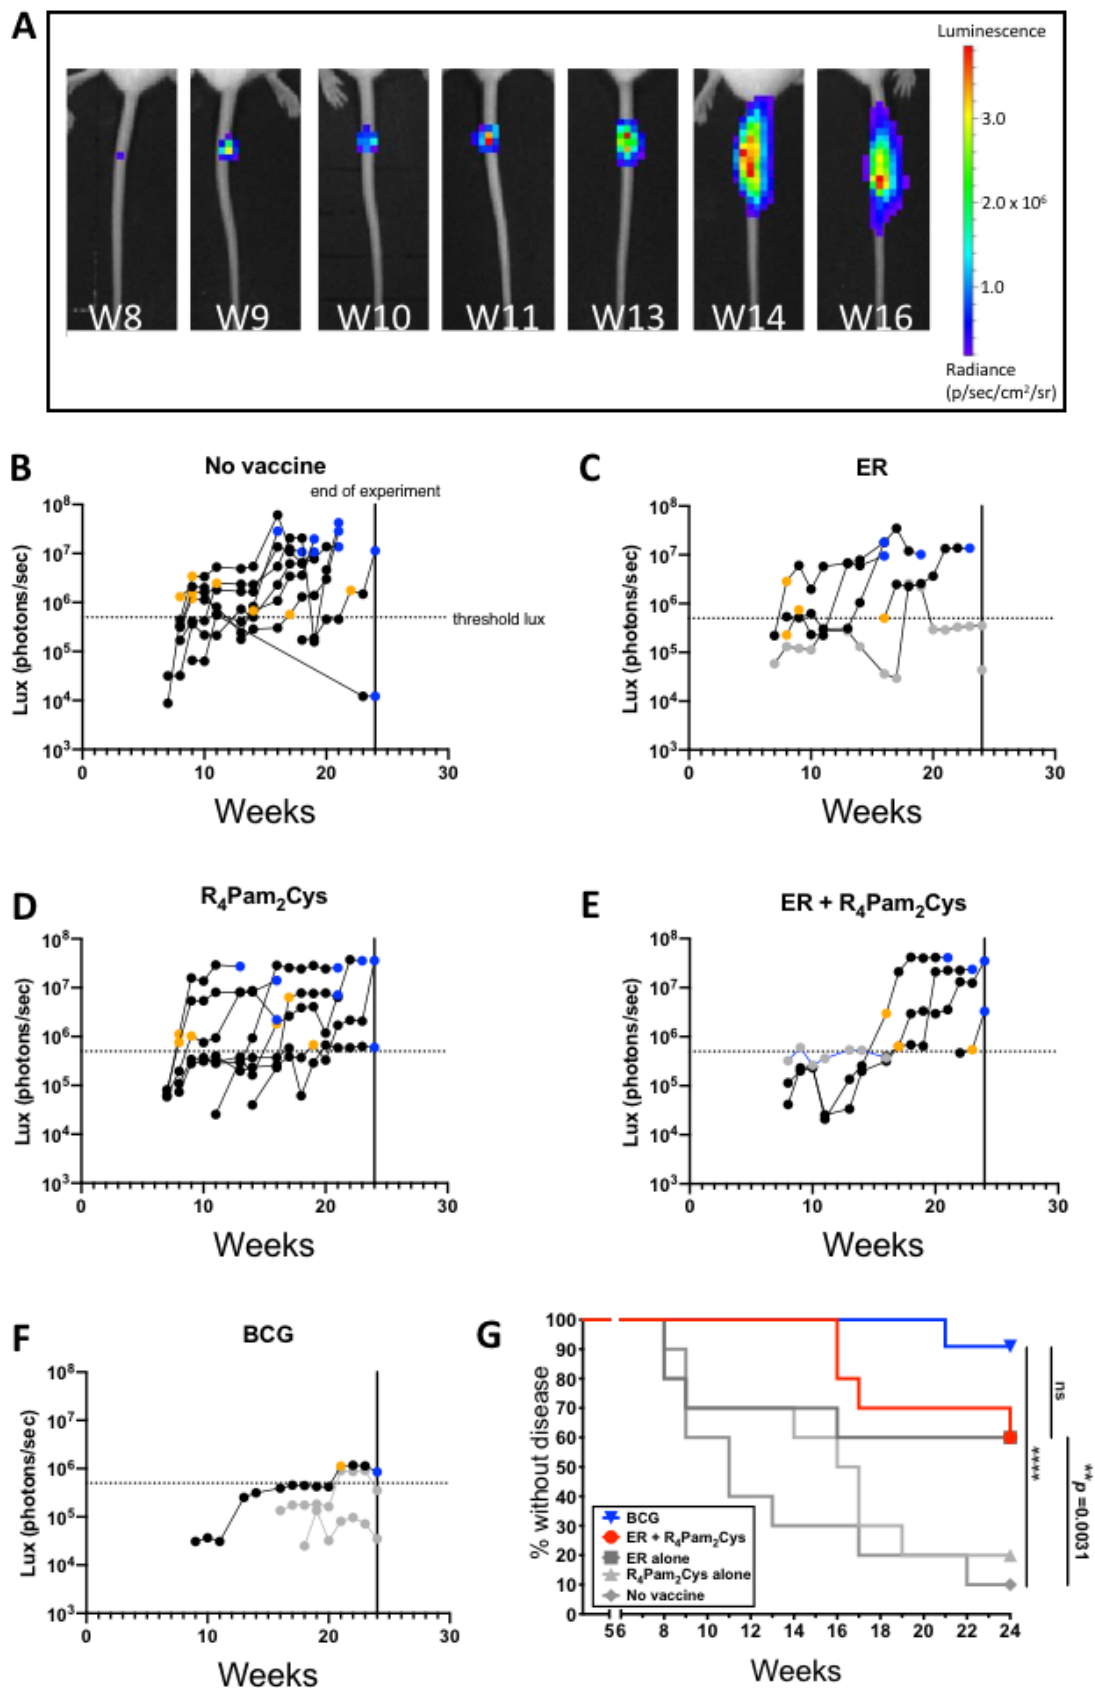 A
Luminescence
3.0
2.0 x 10⁶
1.0
Radiance
(p/sec/cm²/sr)
W8 W9 W10 W11 W13 W14 W16
B
No vaccine
end of experiment
10⁸
10⁷
10⁶
10⁵
10⁴
10³
threshold lux
Lux (photons/sec)
0 10 20 30
Weeks
C
ER
10⁸
10⁷
10⁶
10⁵
10⁴
10³
Lux (photons/sec)
0 10 20 30
Weeks
D
R₄Pam₂Cys
10⁸
10⁷
10⁶
10⁵
10⁴
10³
Lux (photons/sec)
0 10 20 30
Weeks
E
ER + R₄Pam₂Cys
10⁸
10⁷
10⁶
10⁵
10⁴
10³
Lux (photons/sec)
0 10 20 30
Weeks
F
BCG
10⁸
10⁷
10⁶
10⁵
10⁴
10³
Lux (photons/sec)
0 10 20 30
Weeks
G
100
90
80
70
60
50
40
30
20
10
0
% without disease
BCG
ER + R₄Pam₂Cys
ER alone
R₄Pam₂Cys alone
No vaccine
5 6 8 10 12 14 16 18 20 22 24
Weeks
ns
****
** p =0.0031